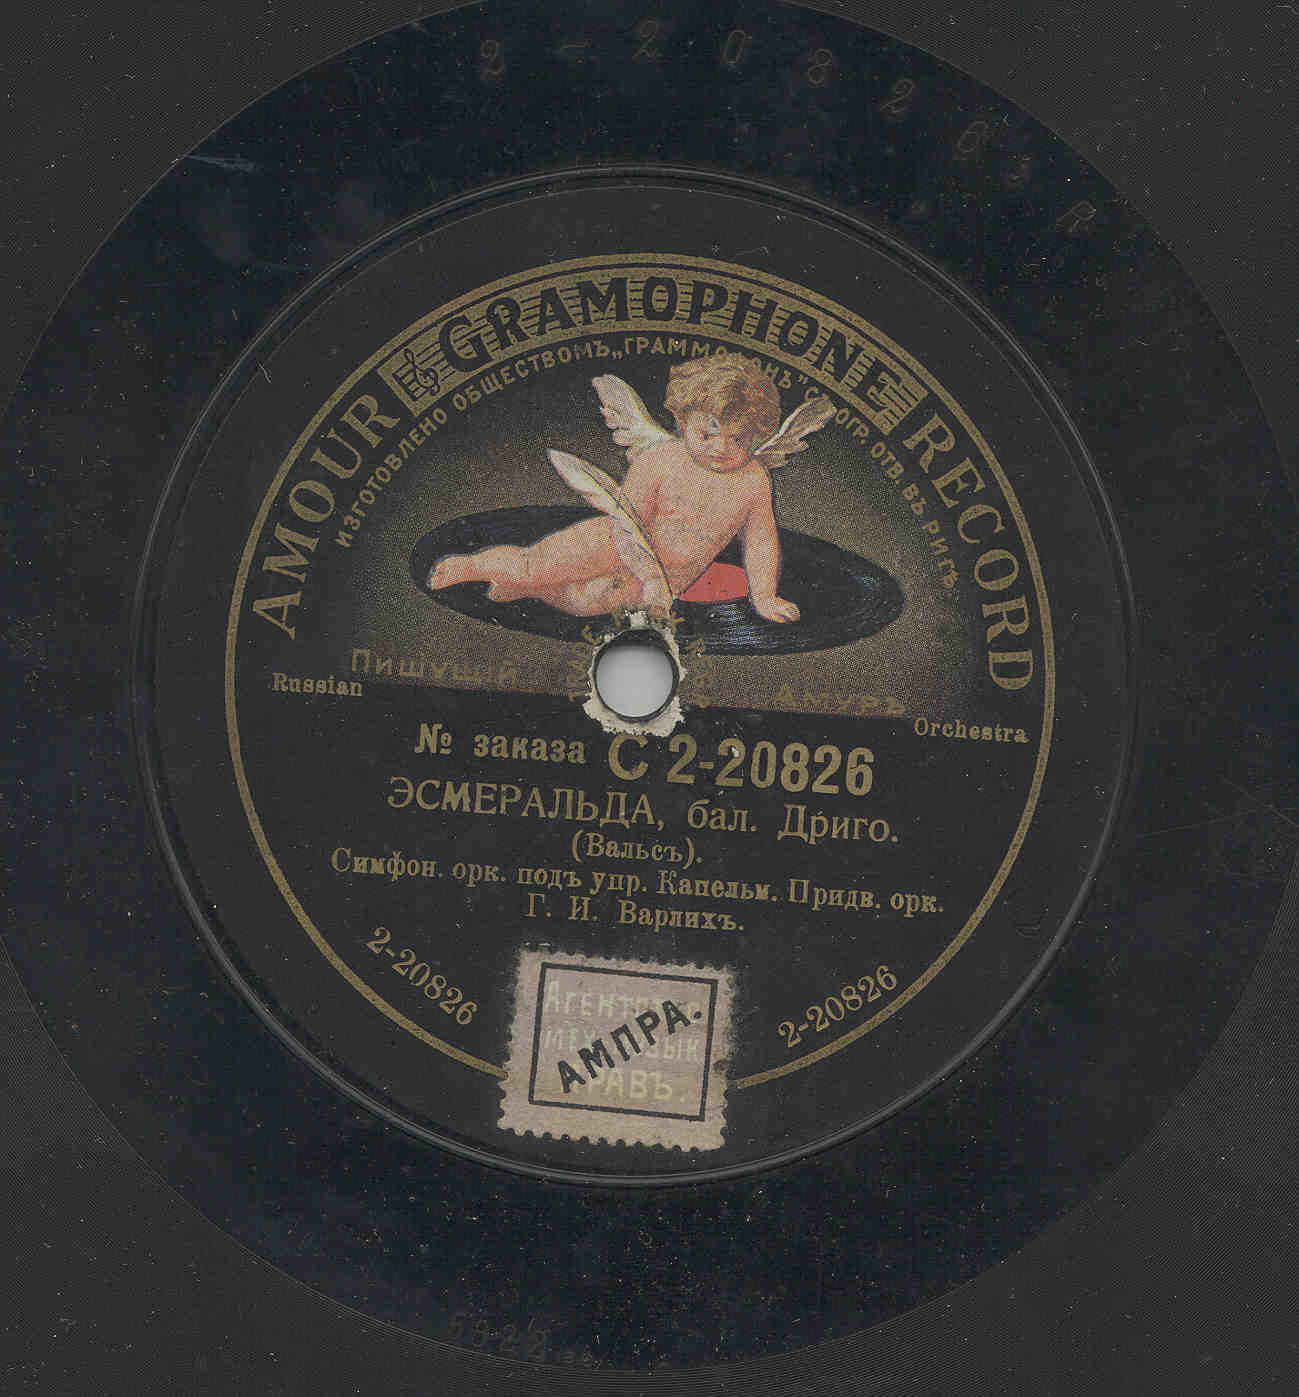 2-20826 R
AMOUR GRAMOPHONE RECORD
ИЗГОТОВЛЕНО ОБЩЕСТВОМЪ „ГРАММОФОНЪ" СЪ ОГР. ОТВ. ВЪ РИГѢ
Пишущій Амуръ
Russian Orchestra
№ заказа С 2-20826
ЭСМЕРАЛЬДА, бал. Дриго.
(Вальсъ).
Симфон. орк. подъ упр. Капельм. Придв. орк.
Г. И. Варлихъ.
2-20826 2-20826
АМПРА.
ПРАВЪ.